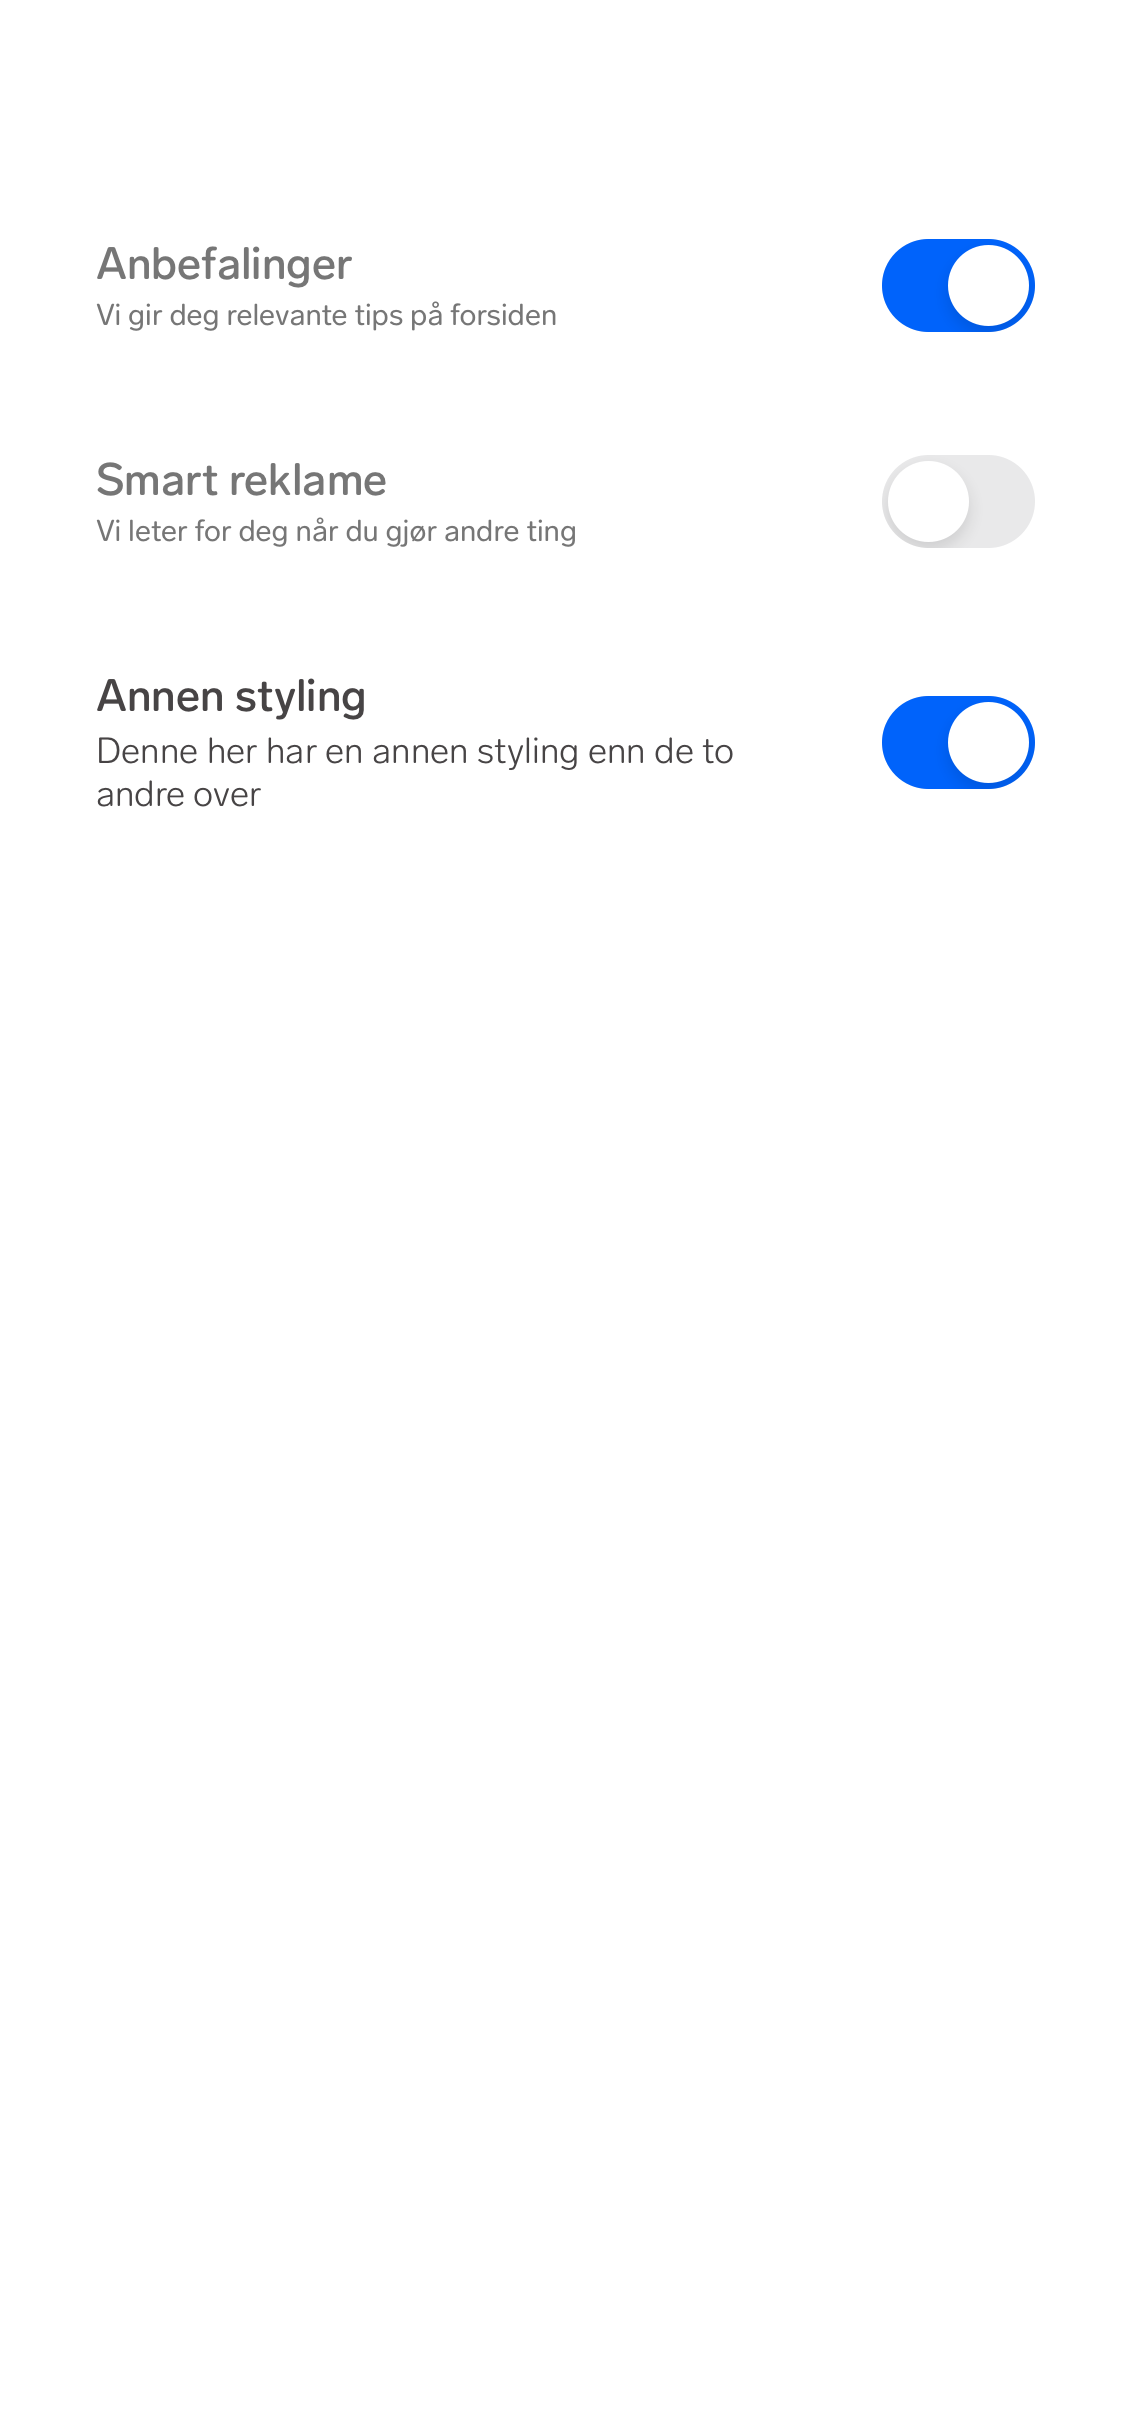 Anbefalinger
Vi gir deg relevante tips på forsiden
Smart reklame
Vi leter for deg når du gjør andre ting
Annen styling
Denne her har en annen styling enn de to
andre over